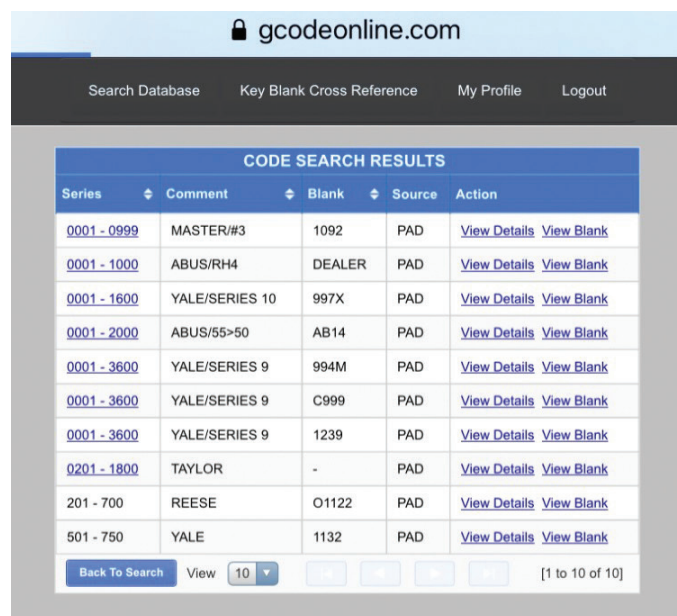 gcodeonline.com
Search Database Key Blank Cross Reference My Profile Logout
CODE SEARCH RESULTS
Series Comment Blank Source Action
0001 - 0999 MASTER/#3 1092 PAD View Details View Blank
0001 - 1000 ABUS/RH4 DEALER PAD View Details View Blank
0001 - 1600 YALE/SERIES 10 997X PAD View Details View Blank
0001 - 2000 ABUS/55>50 AB14 PAD View Details View Blank
0001 - 3600 YALE/SERIES 9 994M PAD View Details View Blank
0001 - 3600 YALE/SERIES 9 C999 PAD View Details View Blank
0001 - 3600 YALE/SERIES 9 1239 PAD View Details View Blank
0201 - 1800 TAYLOR - PAD View Details View Blank
201 - 700 REESE O1122 PAD View Details View Blank
501 - 750 YALE 1132 PAD View Details View Blank
Back To Search View 10 [1 to 10 of 10]